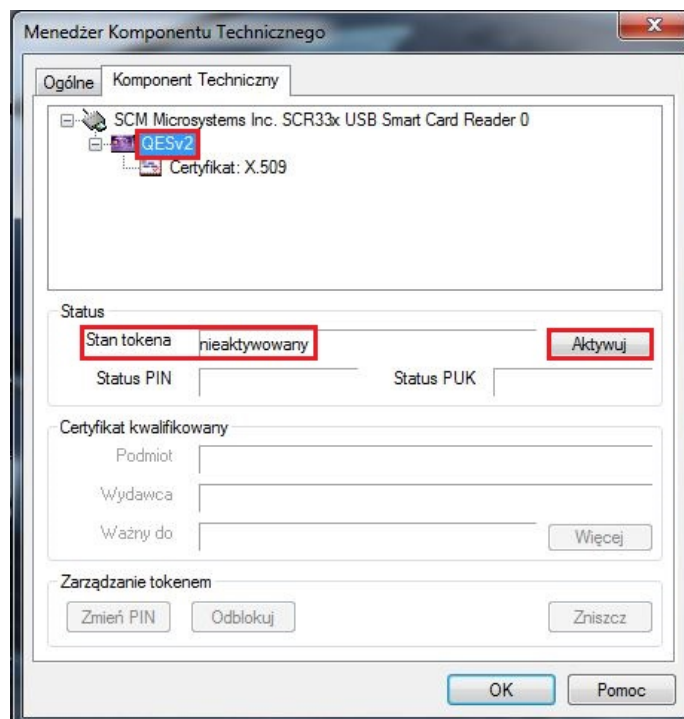 Menedżer Komponentu Technicznego
Ogólne Komponent Techniczny
SCM Microsystems Inc. SCR33x USB Smart Card Reader 0
QESv2
Certyfikat: X.509
Status
Stan tokena nieaktywowany Aktywuj
Status PIN Status PUK
Certyfikat kwalifikowany
Podmiot
Wydawca
Ważny do Więcej
Zarządzanie tokenem
Zmień PIN Odblokuj Zniszcz
OK Pomoc